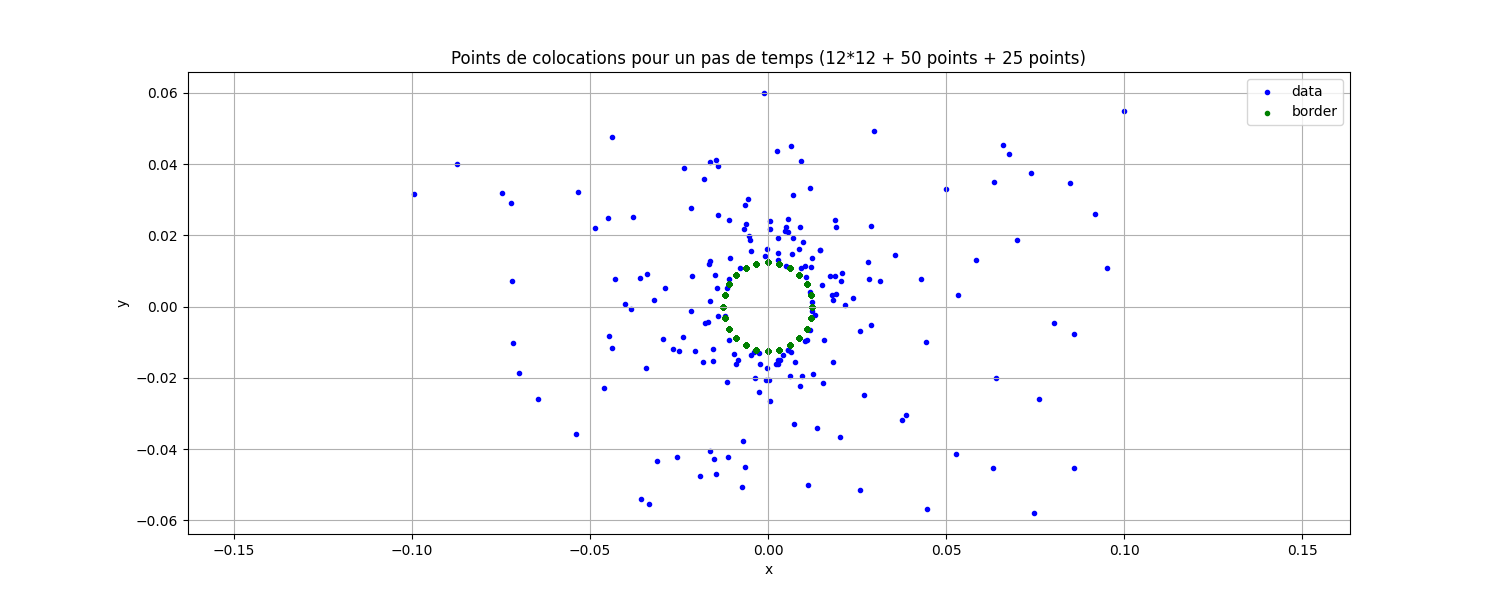 Points de colocations pour un pas de temps (12*12 + 50 points + 25 points)
data
border
0.06
0.04
0.02
0.00
−0.02
−0.04
−0.06
y
−0.15
−0.10
−0.05
0.00
0.05
0.10
0.15
x